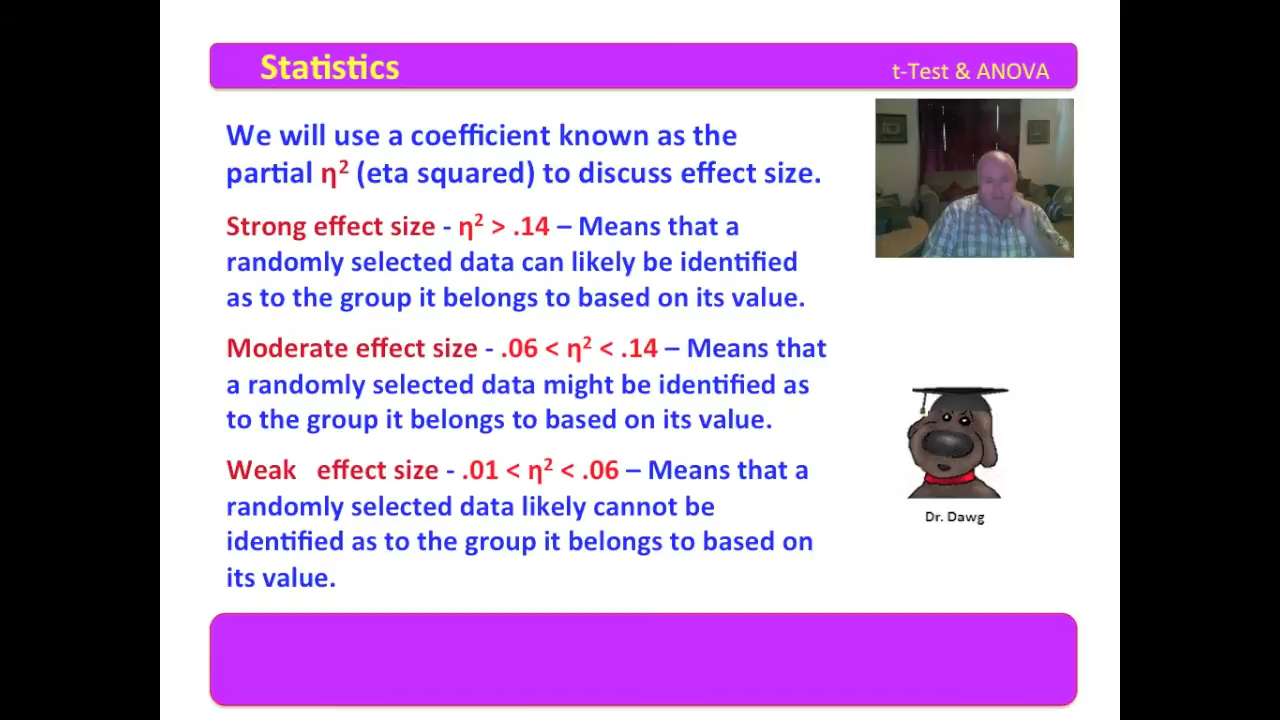 Statistics
t-Test & ANOVA
We will use a coefficient known as the
partial η² (eta squared) to discuss effect size.
Strong effect size - η² > .14 – Means that a
randomly selected data can likely be identified
as to the group it belongs to based on its value.
Moderate effect size - .06 < η² < .14 – Means that
a randomly selected data might be identified as
to the group it belongs to based on its value.
Weak effect size - .01 < η² < .06 – Means that a
randomly selected data likely cannot be
identified as to the group it belongs to based on
its value.
Dr. Dawg